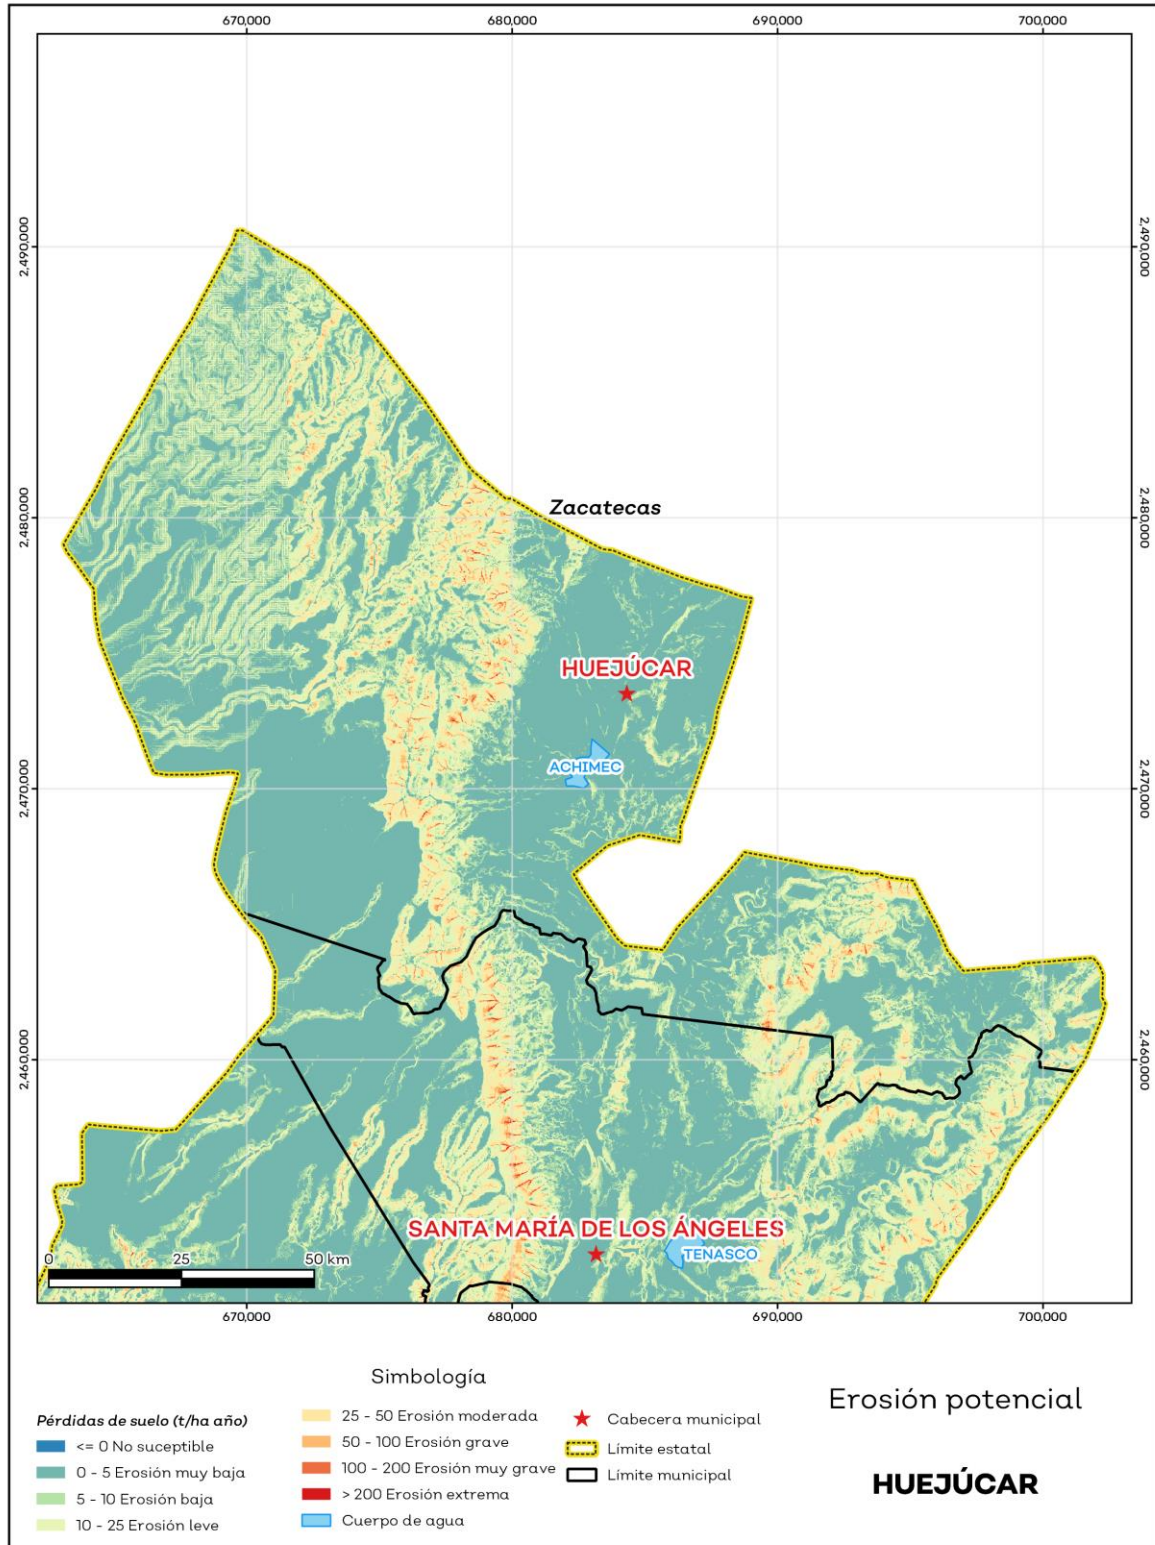 670,000 680,000 690,000 700,000
2,490,000 2,490,000
Zacatecas
2,480,000 2,480,000
HUEJÚCAR
ACHIMEC
2,470,000 2,470,000
2,460,000 2,460,000
SANTA MARÍA DE LOS ÁNGELES
TENASCO
0 25 50 km
670,000 680,000 690,000 700,000
Simbología
Pérdidas de suelo (t/ha año)
<= 0 No suceptible
0 - 5 Erosión muy baja
5 - 10 Erosión baja
10 - 25 Erosión leve
25 - 50 Erosión moderada
50 - 100 Erosión grave
100 - 200 Erosión muy grave
> 200 Erosión extrema
Cuerpo de agua
Cabecera municipal
Límite estatal
Límite municipal
Erosión potencial
HUEJÚCAR